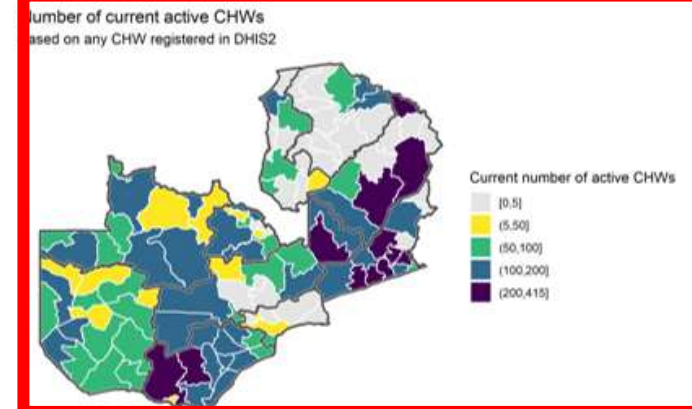 Number of current active CHWs
ased on any CHW registered in DHIS2
Current number of active CHWs
[0,5]
(5,50]
(50,100]
(100,200]
(200,415]